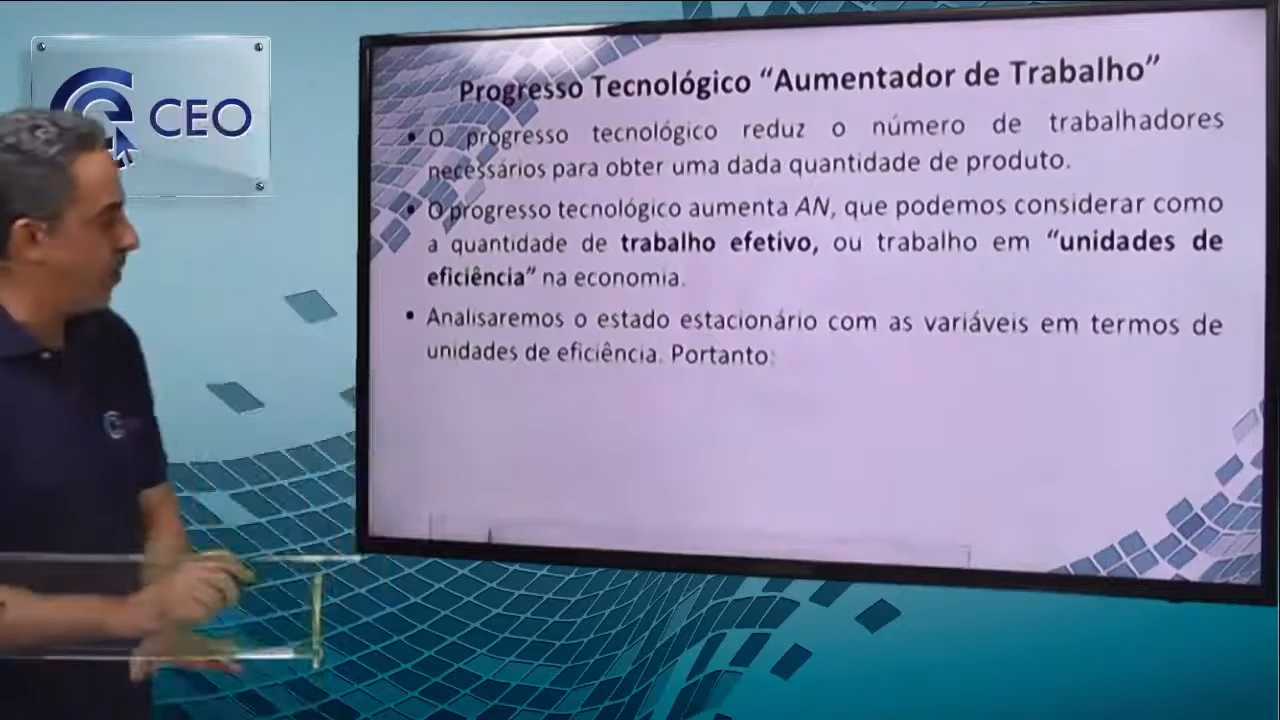 CEO
Progresso Tecnológico “Aumentador de Trabalho”
• O progresso tecnológico reduz o número de trabalhadores
necessários para obter uma dada quantidade de produto.
• O progresso tecnológico aumenta AN, que podemos considerar como
a quantidade de trabalho efetivo, ou trabalho em “unidades de
eficiência” na economia.
• Analisaremos o estado estacionário com as variáveis em termos de
unidades de eficiência. Portanto: